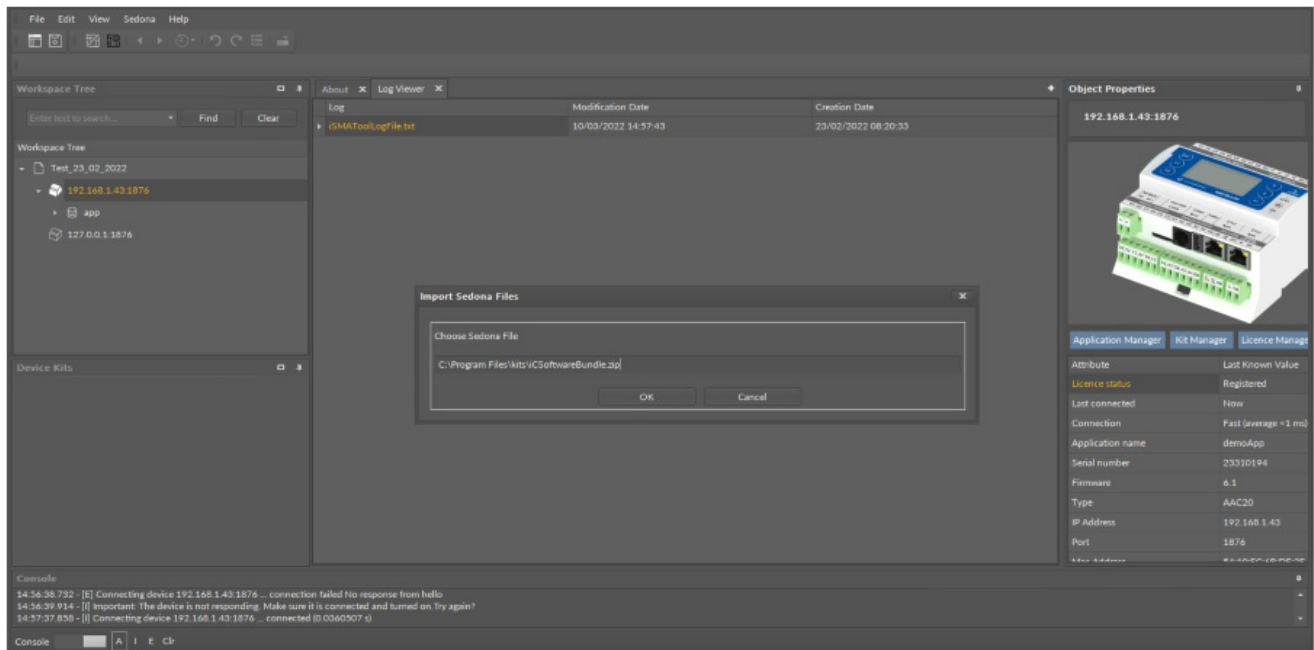 File Edit View Sedona Help
Workspace Tree
Enter text to search...
Find
Clear
Workspace Tree
Test_23_02_2022
192.168.1.43:1876
app
127.0.0.1:1876
Device Kits
About
Log Viewer
Log Modification Date Creation Date
iSMAToolLogFile.txt 10/03/2022 14:57:43 23/02/2022 08:20:33
Import Sedona Files
Choose Sedona File
C:\Program Files\kits\iCSoftwareBundle.zip
OK
Cancel
Object Properties
192.168.1.43:1876
Application Manager Kit Manager Licence Manage
Attribute Last Known Value
Licence status Registered
Last connected Now
Connection Fast (average <1 ms)
Application name demoApp
Serial number 23310194
Firmware 6.1
Type AAC20
IP Address 192.168.1.43
Port 1876
Console
14:56:38.732 - [E] Connecting device 192.168.1.43:1876 ... connection failed No response from hello
14:56:39.914 - [I] Important: The device is not responding. Make sure it is connected and turned on.Try again?
14:57:37.858 - [I] Connecting device 192.168.1.43:1876 ... connected (0.0360507 s)
Console A I E Clr